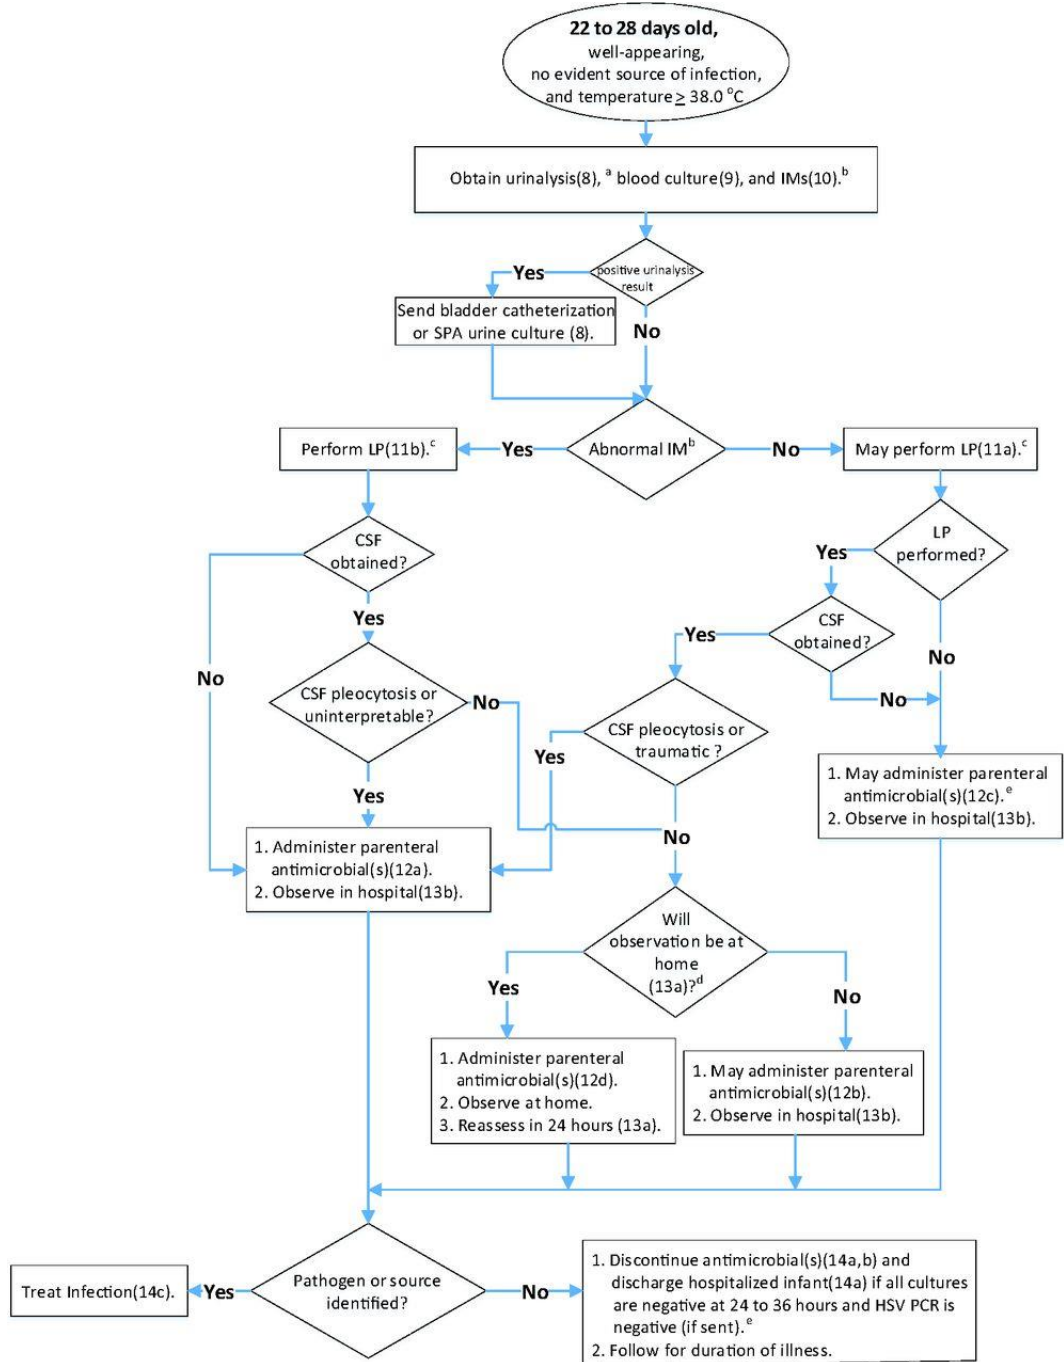 22 to 28 days old,
well-appearing,
no evident source of infection,
and temperature ≥ 38.0 °C
Obtain urinalysis(8), a blood culture(9), and IMs(10).b
positive urinalysis
result
Yes
Send bladder catheterization
or SPA urine culture (8).
No
Abnormal IMb
Yes
Perform LP(11b).c
No
May perform LP(11a).c
CSF
obtained?
LP
performed?
Yes
Yes
CSF
obtained?
Yes
No
No
No
CSF pleocytosis or
uninterpretable?
No
CSF pleocytosis or
traumatic ?
Yes
Yes
No
1. May administer parenteral
antimicrobial(s)(12c).e
2. Observe in hospital(13b).
1. Administer parenteral
antimicrobial(s)(12a).
2. Observe in hospital(13b).
Will
observation be at
home
(13a)?d
Yes
No
1. Administer parenteral
antimicrobial(s)(12d).
2. Observe at home.
3. Reassess in 24 hours (13a).
1. May administer parenteral
antimicrobial(s)(12b).
2. Observe in hospital(13b).
Pathogen or source
identified?
Yes
Treat Infection(14c).
No
1. Discontinue antimicrobial(s)(14a,b) and
discharge hospitalized infant(14a) if all cultures
are negative at 24 to 36 hours and HSV PCR is
negative (if sent).e
2. Follow for duration of illness.